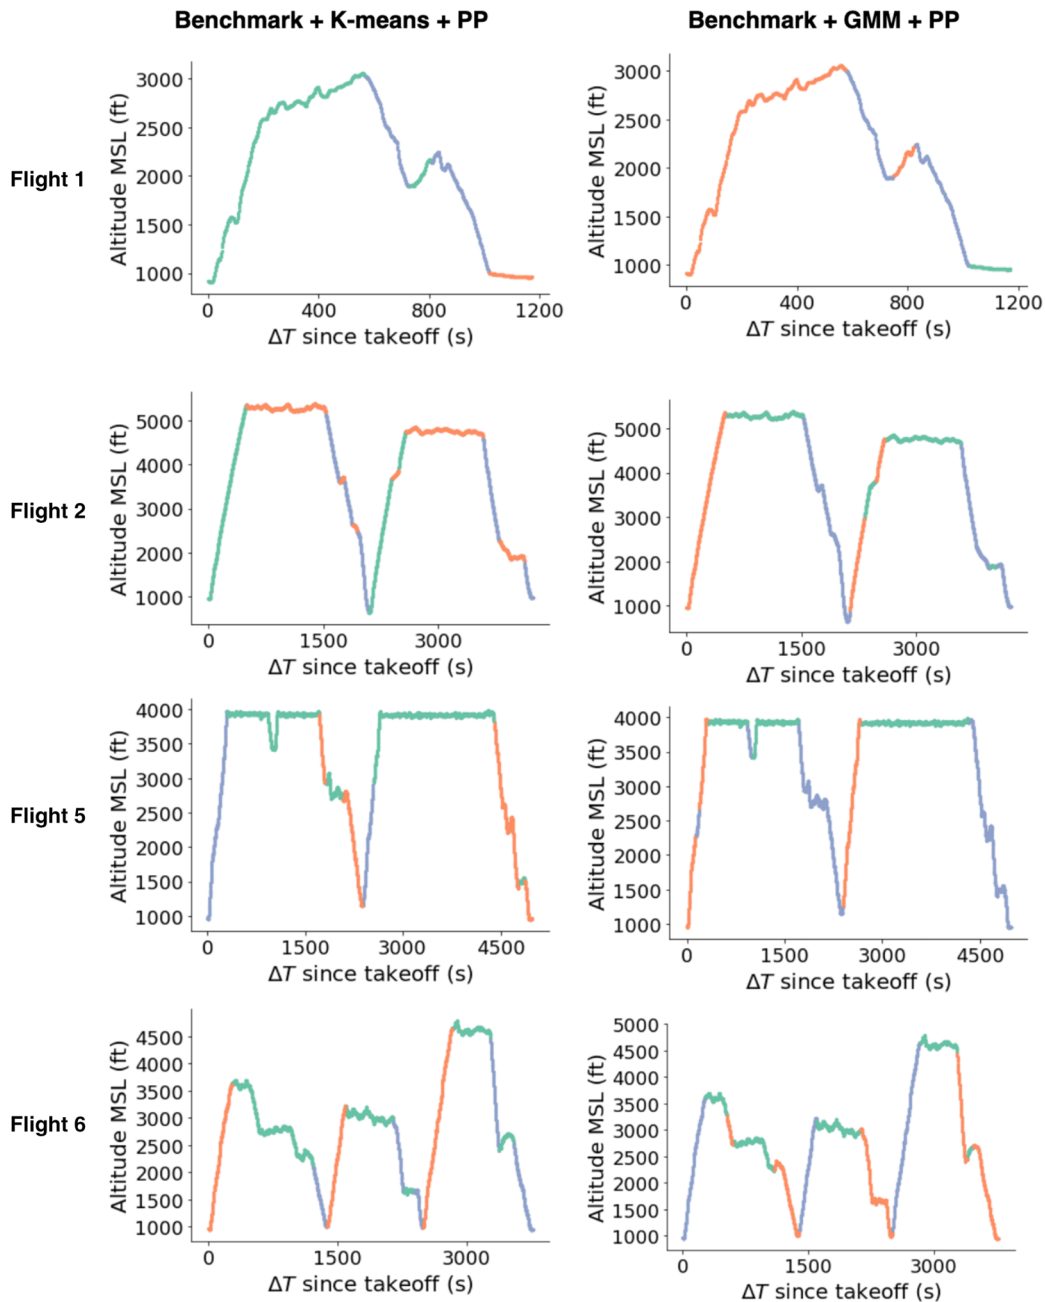 Benchmark + K-means + PP
Benchmark + GMM + PP
Flight 1
Altitude MSL (ft)
3000
2500
2000
1500
1000
0 400 800 1200
ΔT since takeoff (s)
Altitude MSL (ft)
3000
2500
2000
1500
1000
0 400 800 1200
ΔT since takeoff (s)
Flight 2
Altitude MSL (ft)
5000
4000
3000
2000
1000
0 1500 3000
ΔT since takeoff (s)
Altitude MSL (ft)
5000
4000
3000
2000
1000
0 1500 3000
ΔT since takeoff (s)
Flight 5
Altitude MSL (ft)
4000
3500
3000
2500
2000
1500
1000
0 1500 3000 4500
ΔT since takeoff (s)
Altitude MSL (ft)
4000
3500
3000
2500
2000
1500
1000
0 1500 3000 4500
ΔT since takeoff (s)
Flight 6
Altitude MSL (ft)
4500
4000
3500
3000
2500
2000
1500
1000
0 1500 3000
ΔT since takeoff (s)
Altitude MSL (ft)
5000
4500
4000
3500
3000
2500
2000
1500
1000
0 1500 3000
ΔT since takeoff (s)